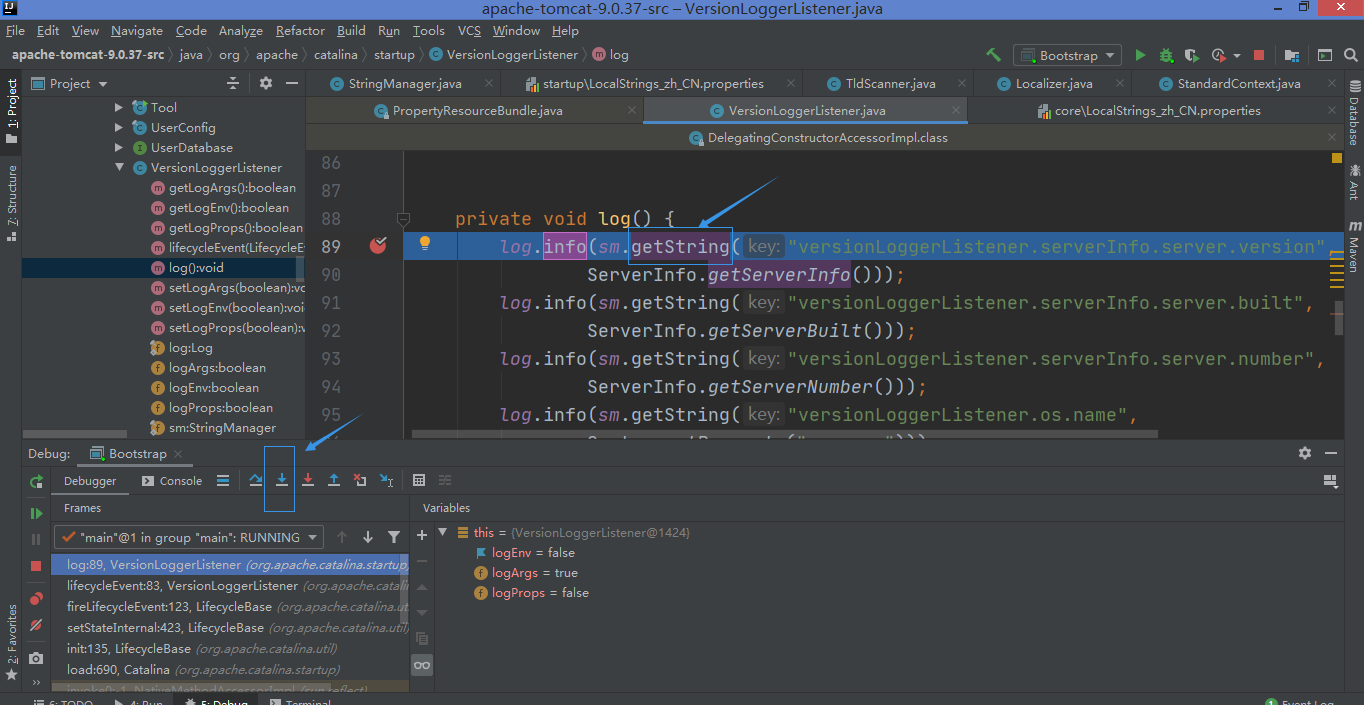 apache-tomcat-9.0.37-src – VersionLoggerListener.java
File Edit View Navigate Code Analyze Refactor Build Run Tools VCS Window Help
apache-tomcat-9.0.37-src java org apache catalina startup VersionLoggerListener log
Bootstrap
1: Project
7: Structure
2: Favorites
Project
Tool
UserConfig
UserDatabase
VersionLoggerListener
getLogArgs():boolean
getLogEnv():boolean
getLogProps():boolean
lifecycleEvent(LifecycleE
log():void
setLogArgs(boolean):vo
setLogEnv(boolean):voi
setLogProps(boolean):v
log:Log
logArgs:boolean
logEnv:boolean
logProps:boolean
sm:StringManager
StringManager.java startup\LocalStrings_zh_CN.properties TldScanner.java Localizer.java StandardContext.java
PropertyResourceBundle.java VersionLoggerListener.java core\LocalStrings_zh_CN.properties
DelegatingConstructorAccessorImpl.class
86
87
88 private void log() {
89 log.info(sm.getString( key: "versionLoggerListener.serverInfo.server.version",
90 ServerInfo.getServerInfo()));
91 log.info(sm.getString( key: "versionLoggerListener.serverInfo.server.built",
92 ServerInfo.getServerBuilt()));
93 log.info(sm.getString( key: "versionLoggerListener.serverInfo.server.number",
94 ServerInfo.getServerNumber()));
95 log.info(sm.getString( key: "versionLoggerListener.os.name",
Database
Ant
Maven
Debug: Bootstrap
Debugger Console
Frames
"main"@1 in group "main": RUNNING
log:89, VersionLoggerListener (org.apache.catalina.startup)
lifecycleEvent:83, VersionLoggerListener (org.apache.catalin
fireLifecycleEvent:123, LifecycleBase (org.apache.catalina.ut
setStateInternal:423, LifecycleBase (org.apache.catalina.util)
init:135, LifecycleBase (org.apache.catalina.util)
load:690, Catalina (org.apache.catalina.startup)
invoke0:-1, NativeMethodAccessorImpl (sun.reflect)
Variables
this = {VersionLoggerListener@1424}
logEnv = false
logArgs = true
logProps = false
6: TODO 4: Run 5: Debug Terminal
1 Event Log